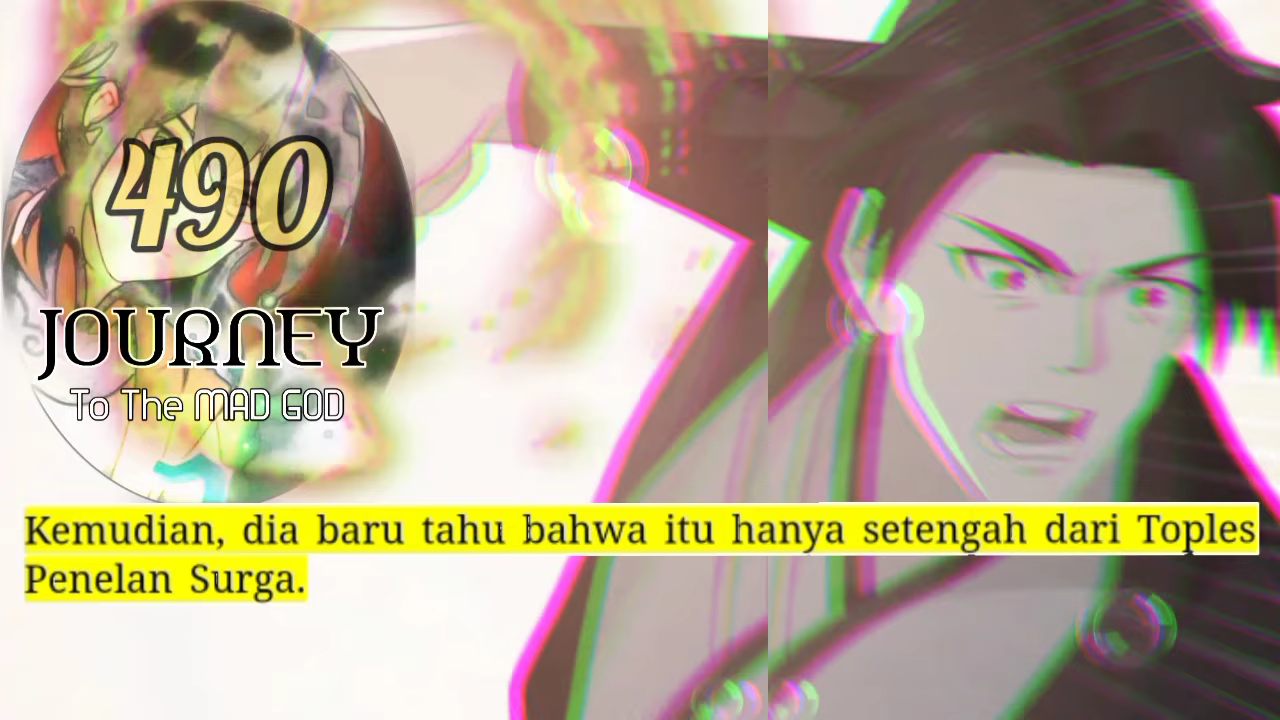 490
JOURNEY
To The MAD GOD
Kemudian, dia baru tahu bahwa itu hanya setengah dari Toples
Penelan Surga.